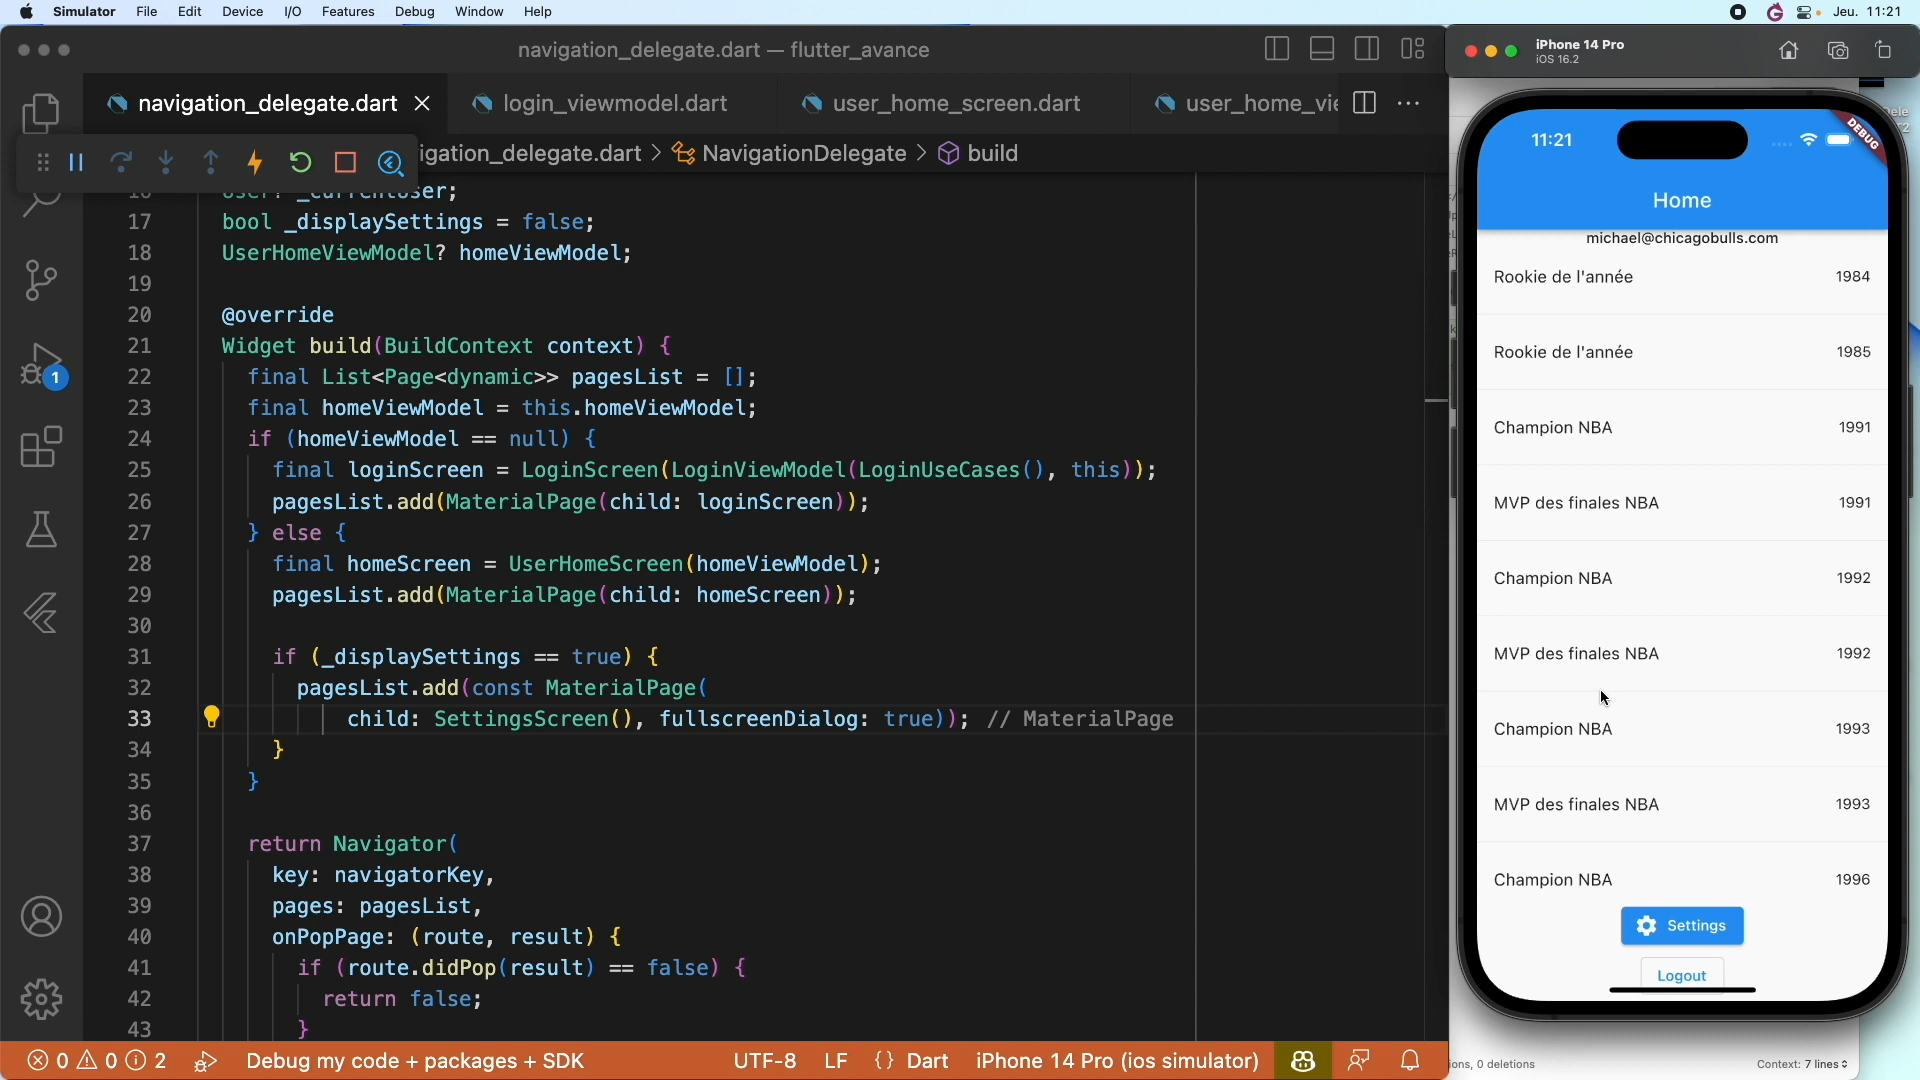 Simulator File Edit Device I/O Features Debug Window Help
Jeu. 11:21
navigation_delegate.dart — flutter_avance
iPhone 14 Pro
iOS 16.2
navigation_delegate.dart
login_viewmodel.dart
user_home_screen.dart
user_home_vie
igation_delegate.dart > NavigationDelegate > build
17 bool _displaySettings = false;
18 UserHomeViewModel? homeViewModel;
19
20 @override
21 Widget build(BuildContext context) {
22 final List<Page<dynamic>> pagesList = [];
23 final homeViewModel = this.homeViewModel;
24 if (homeViewModel == null) {
25 final loginScreen = LoginScreen(LoginViewModel(LoginUseCases(), this));
26 pagesList.add(MaterialPage(child: loginScreen));
27 } else {
28 final homeScreen = UserHomeScreen(homeViewModel);
29 pagesList.add(MaterialPage(child: homeScreen));
30
31 if (_displaySettings == true) {
32 pagesList.add(const MaterialPage(
33 child: SettingsScreen(), fullscreenDialog: true)); // MaterialPage
34 }
35 }
36
37 return Navigator(
38 key: navigatorKey,
39 pages: pagesList,
40 onPopPage: (route, result) {
41 if (route.didPop(result) == false) {
42 return false;
43 }
1
0 0 2
Debug my code + packages + SDK
UTF-8 LF {} Dart iPhone 14 Pro (ios simulator)
11:21
DEBUG
Home
michael@chicagobulls.com
Rookie de l'année 1984
Rookie de l'année 1985
Champion NBA 1991
MVP des finales NBA 1991
Champion NBA 1992
MVP des finales NBA 1992
Champion NBA 1993
MVP des finales NBA 1993
Champion NBA 1996
Settings
Logout
ions, 0 deletions
Context: 7 lines